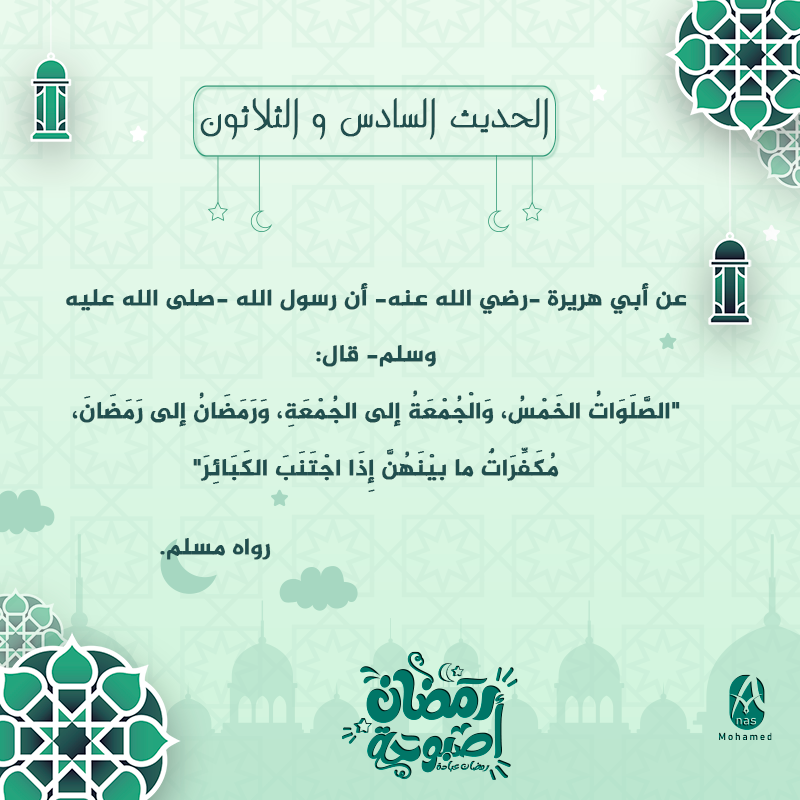 الحديث السادس و الثلاثون
عن أبي هريرة -رضي الله عنه- أن رسول الله -صلى الله عليه
وسلم- قال:
"الصَّلَوَاتُ الخَمْسُ، وَالْجُمْعَةُ إلى الجُمْعَةِ، وَرَمَضَانُ إلى رَمَضَانَ،
مُكَفِّرَاتٌ ما بيْنَهُنَّ إِذَا اجْتَنَبَ الكَبَائِرَ"
رواه مسلم.
رمضان
أصبوحة
رمضان عبادة
nas
Mohamed